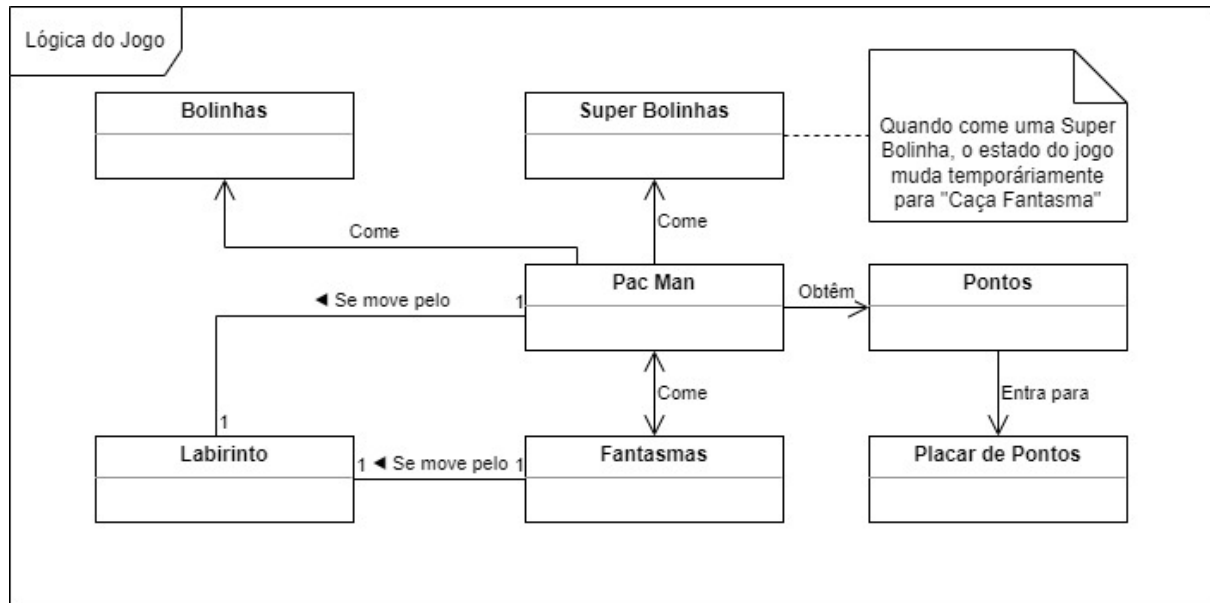 Lógica do Jogo
Bolinhas
Super Bolinhas
Quando come uma Super
Bolinha, o estado do jogo
muda temporáriamente
para "Caça Fantasma"
Come
Come
Pac Man
Pontos
◄ Se move pelo
1
Obtêm
1
Come
Entra para
Labirinto
1 ◄ Se move pelo 1
Fantasmas
Placar de Pontos